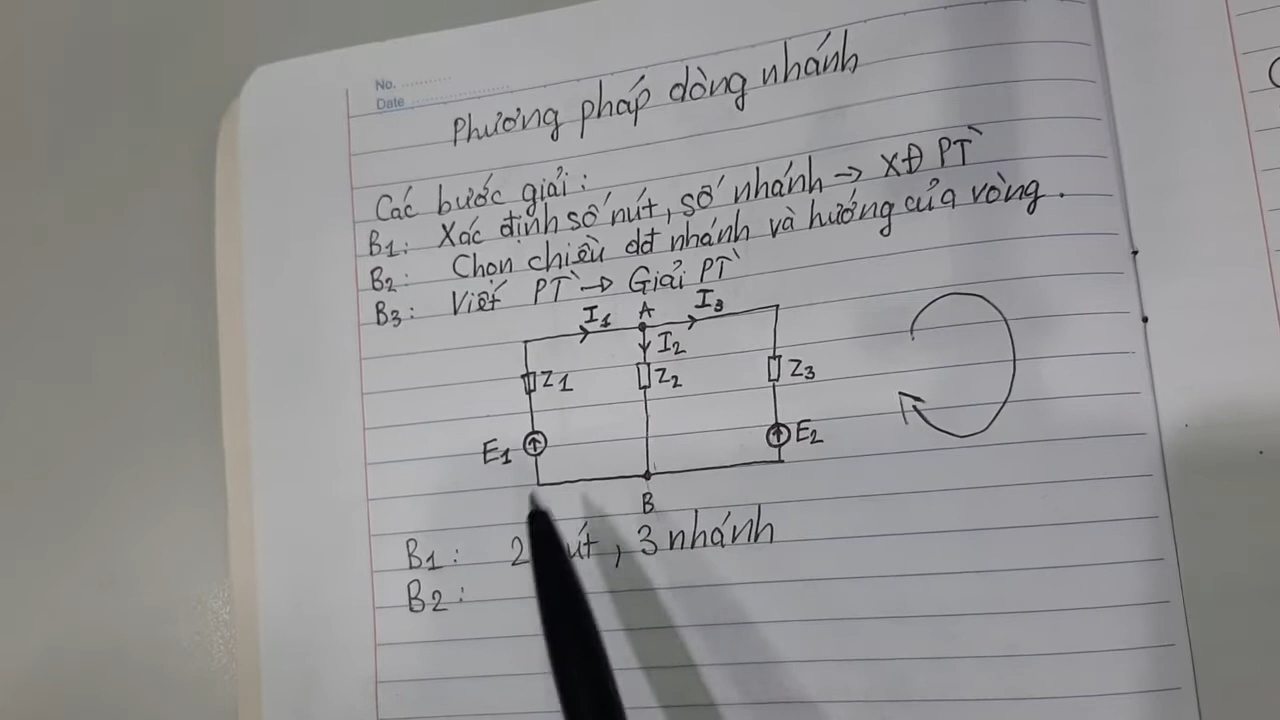 No.
Date
Phương pháp dòng nhánh
Các bước giải:
B1: Xác định số nút, số nhánh → XĐ PT
B2: Chọn chiều dđ nhánh và hướng của vòng.
B3: Viết PT → Giải PT
I1 A I3
I2
Z1 Z2 Z3
E1 E2
B
B1: 2 nút, 3 nhánh
B2: